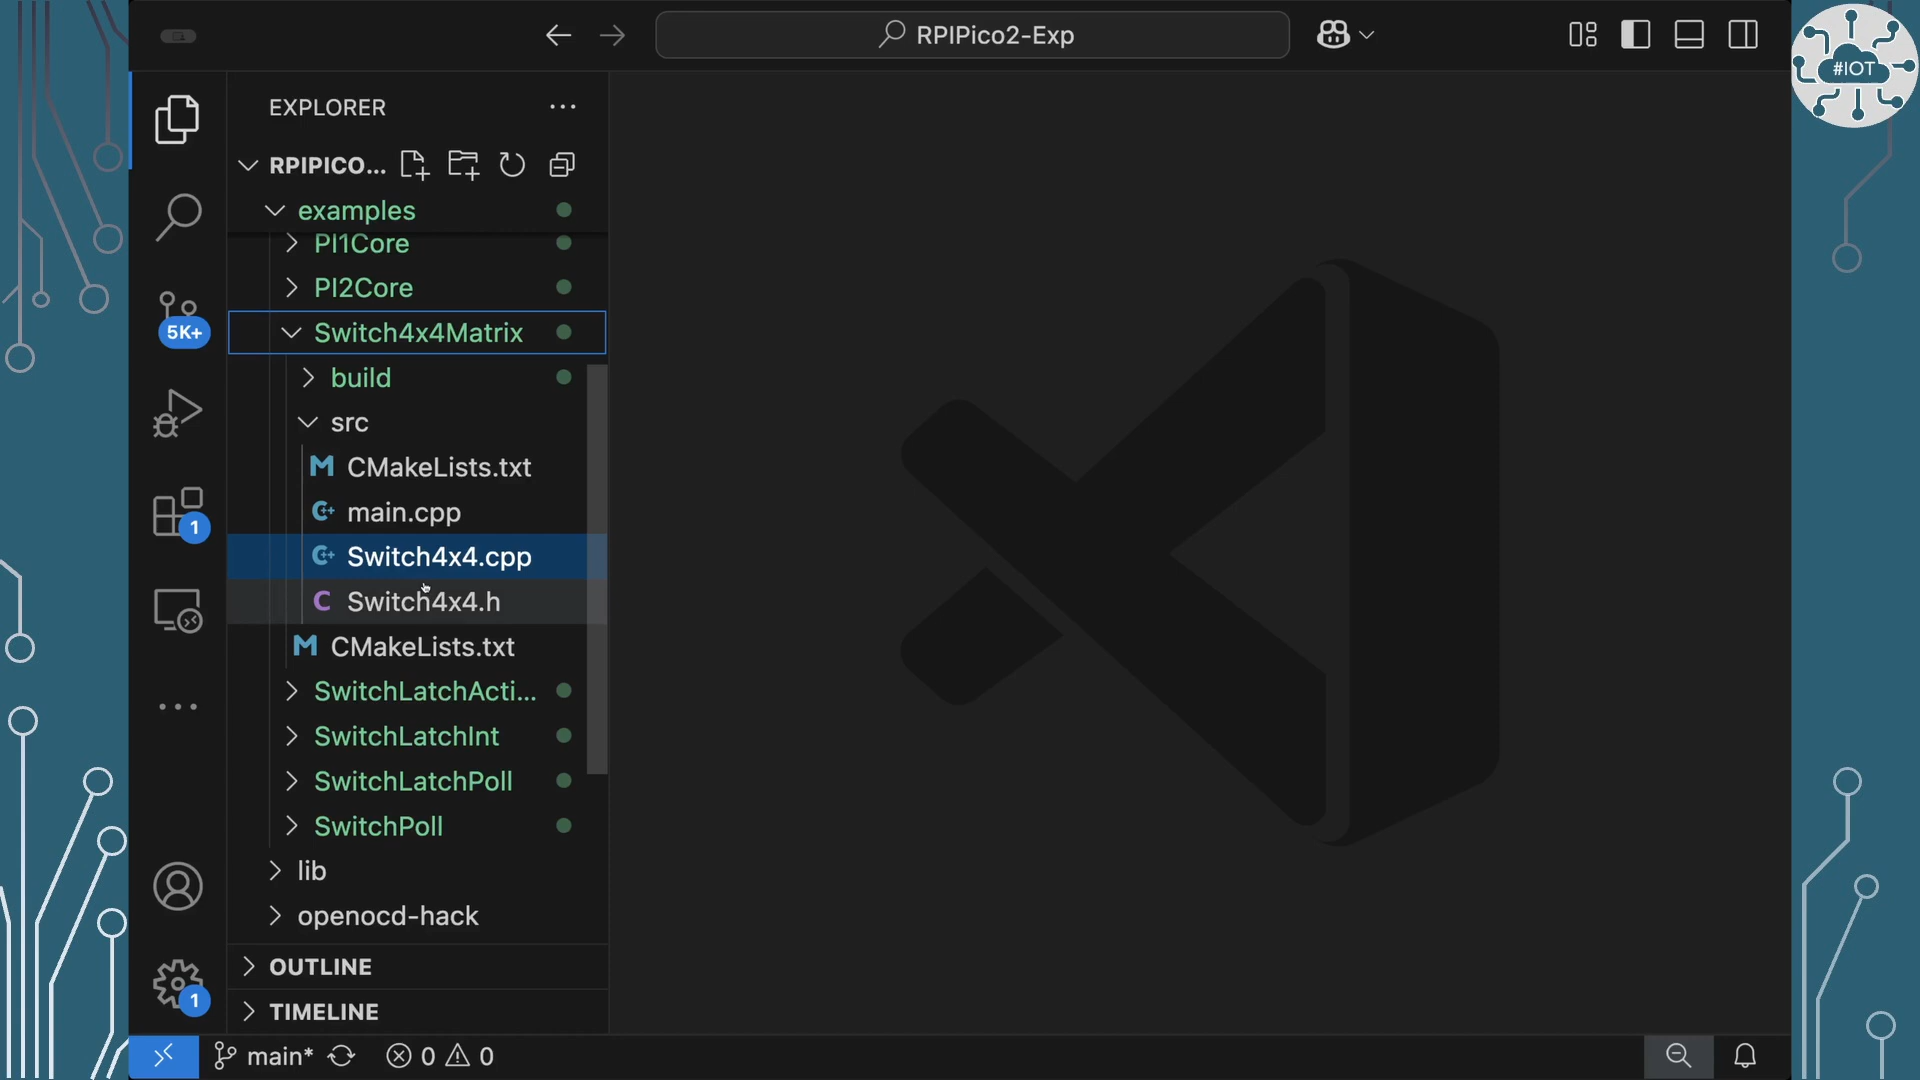 RPIPico2-Exp
#IOT
EXPLORER
RPIPICO...
examples
PI1Core
PI2Core
Switch4x4Matrix
5K+
build
src
CMakeLists.txt
main.cpp
1
Switch4x4.cpp
Switch4x4.h
CMakeLists.txt
SwitchLatchActi...
SwitchLatchInt
SwitchLatchPoll
SwitchPoll
lib
openocd-hack
OUTLINE
1
TIMELINE
main* 0 0